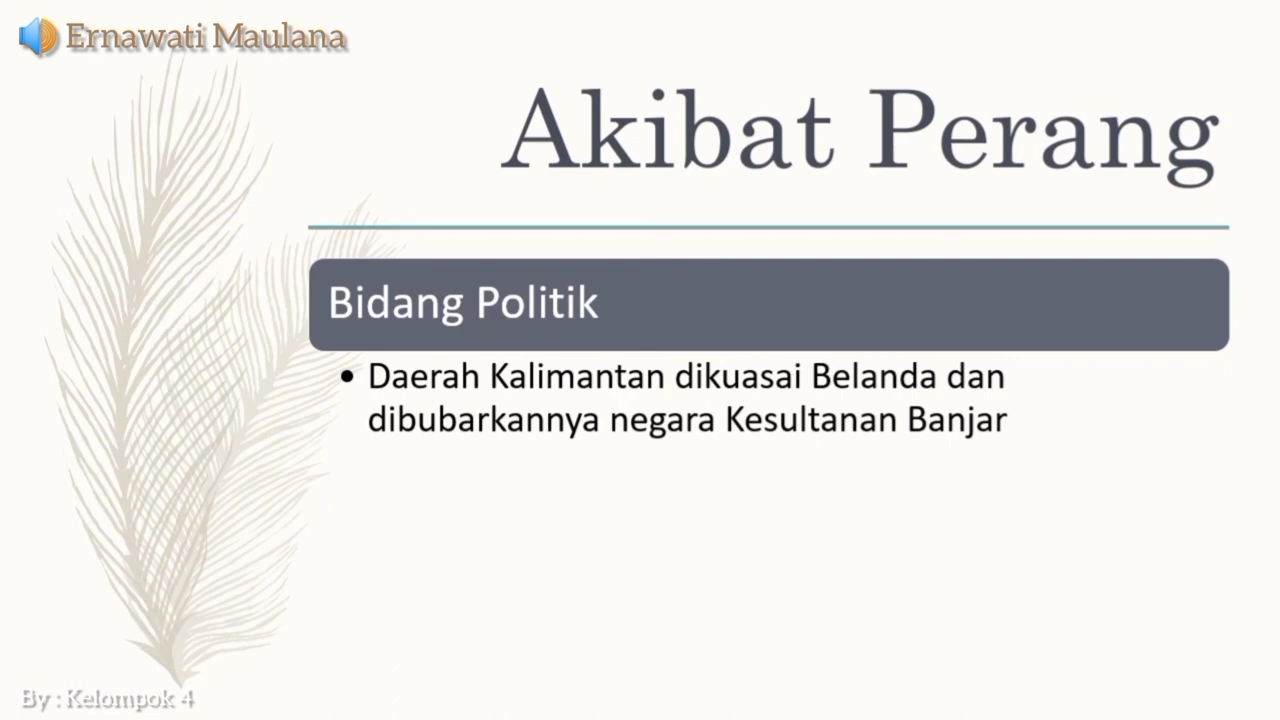 Ernawati Maulana
Akibat Perang
Bidang Politik
• Daerah Kalimantan dikuasai Belanda dan
dibubarkannya negara Kesultanan Banjar
By : Kelompok 4